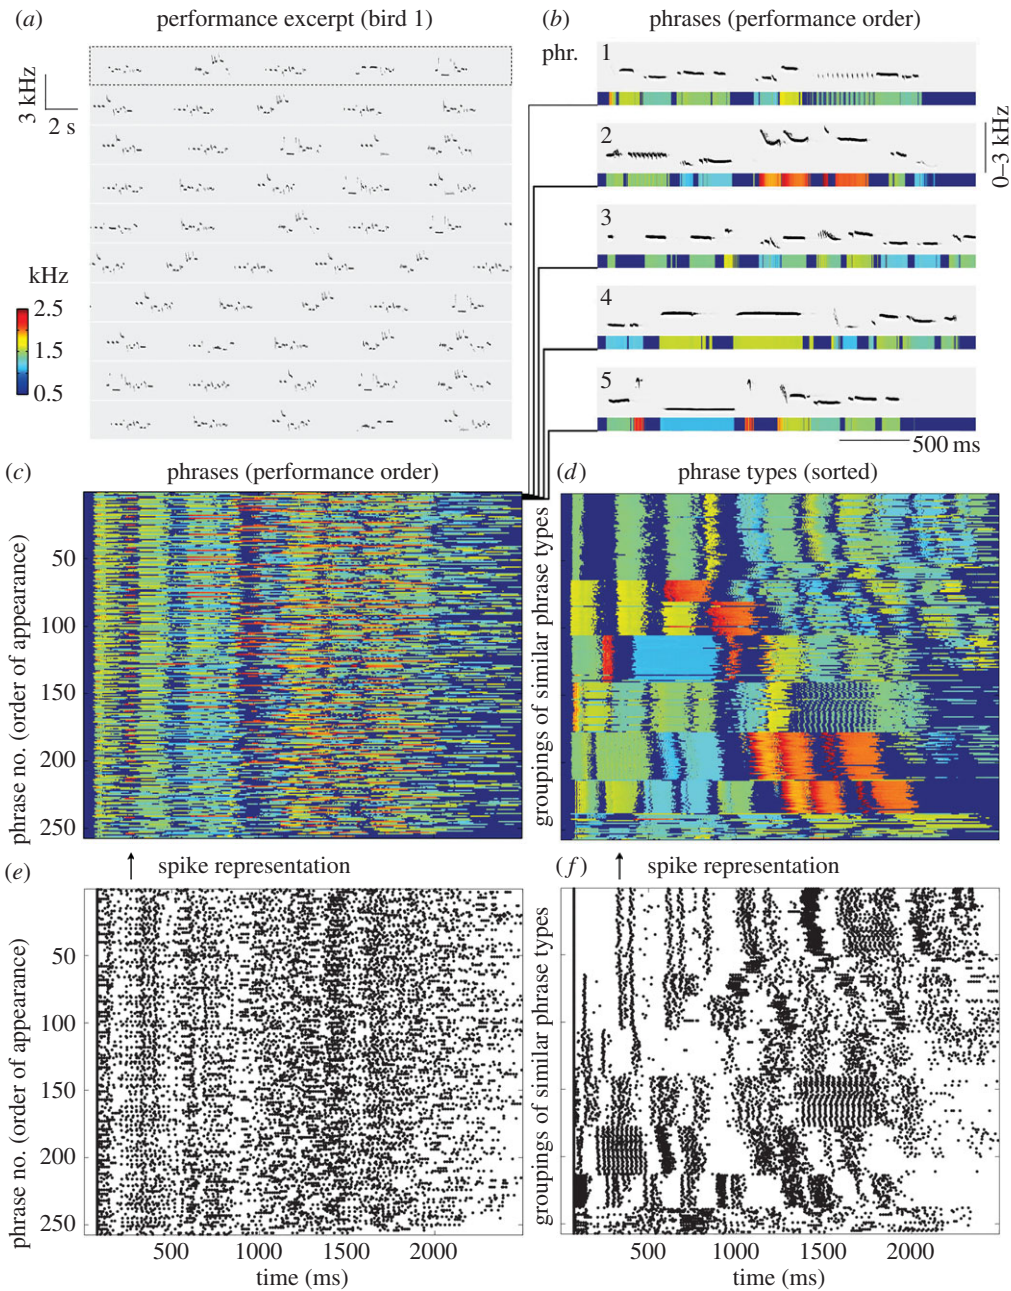 (a) performance excerpt (bird 1)
3 kHz
2 s
kHz
2.5
1.5
0.5
(b) phrases (performance order)
phr.
1
2
3
4
5
0–3 kHz
500 ms
(c) phrases (performance order)
phrase no. (order of appearance)
50
100
150
200
250
(d) phrase types (sorted)
groupings of similar phrase types
(e) spike representation
phrase no. (order of appearance)
50
100
150
200
250
500 1000 1500 2000
time (ms)
(f) spike representation
groupings of similar phrase types
500 1000 1500 2000
time (ms)